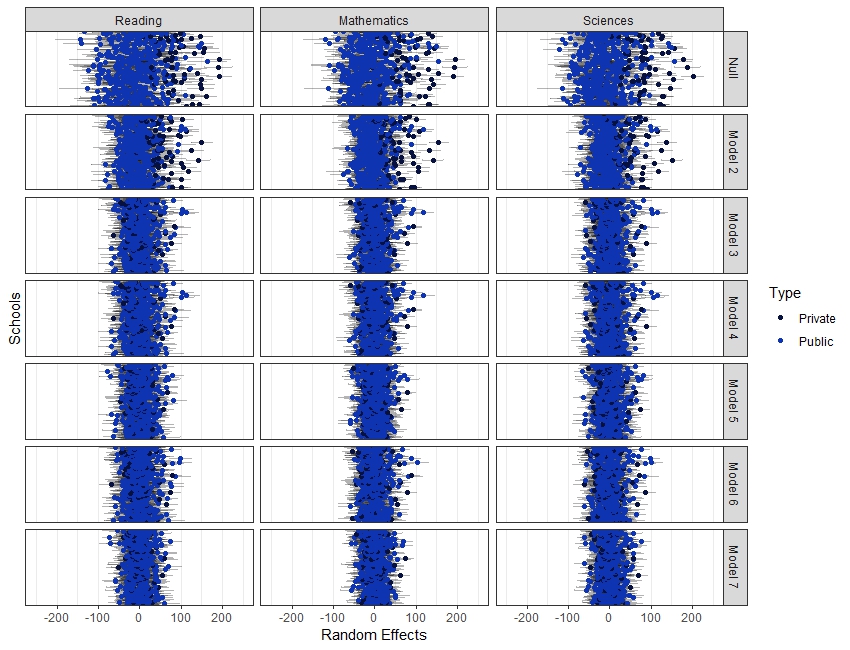 Reading
Mathematics
Sciences
Null
Model 2
Model 3
Model 4
Model 5
Model 6
Model 7
Schools
Type
Private
Public
-200 -100 0 100 200
-200 -100 0 100 200
-200 -100 0 100 200
Random Effects